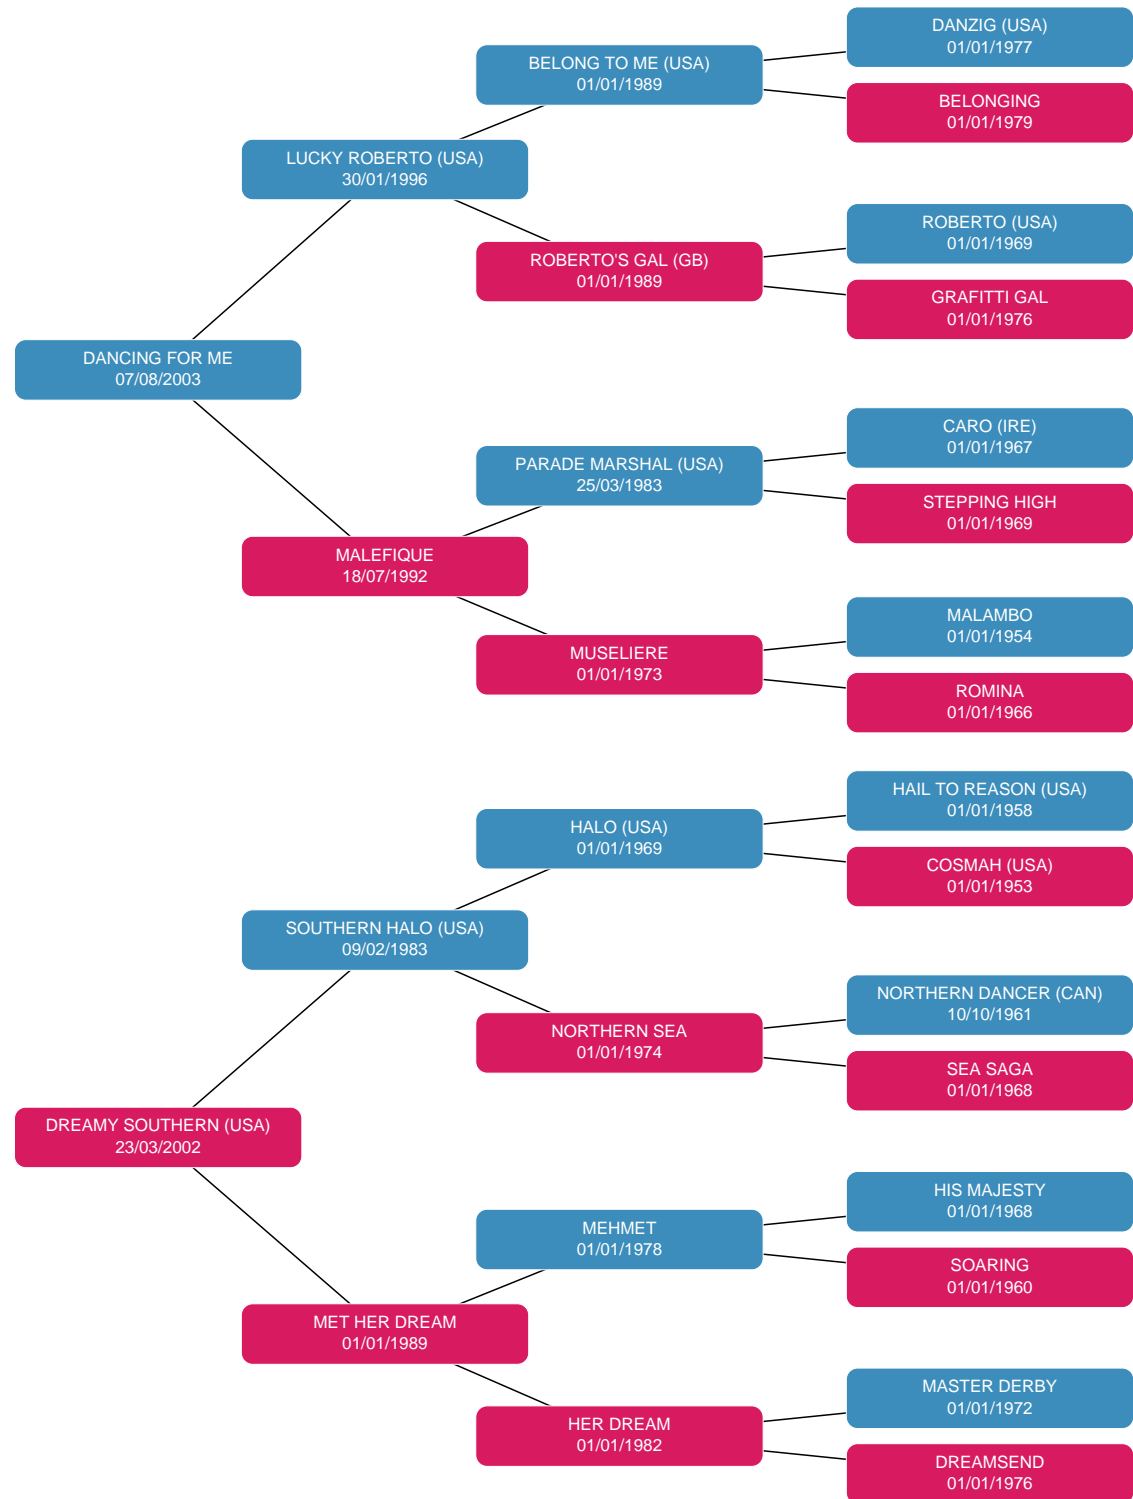 DANZIG (USA)
01/01/1977
BELONG TO ME (USA)
01/01/1989
BELONGING
01/01/1979
LUCKY ROBERTO (USA)
30/01/1996
ROBERTO (USA)
01/01/1969
ROBERTO'S GAL (GB)
01/01/1989
GRAFITTI GAL
01/01/1976
DANCING FOR ME
07/08/2003
CARO (IRE)
01/01/1967
PARADE MARSHAL (USA)
25/03/1983
STEPPING HIGH
01/01/1969
MALEFIQUE
18/07/1992
MALAMBO
01/01/1954
MUSELIERE
01/01/1973
ROMINA
01/01/1966
HAIL TO REASON (USA)
01/01/1958
HALO (USA)
01/01/1969
COSMAH (USA)
01/01/1953
SOUTHERN HALO (USA)
09/02/1983
NORTHERN DANCER (CAN)
10/10/1961
NORTHERN SEA
01/01/1974
SEA SAGA
01/01/1968
DREAMY SOUTHERN (USA)
23/03/2002
HIS MAJESTY
01/01/1968
MEHMET
01/01/1978
SOARING
01/01/1960
MET HER DREAM
01/01/1989
MASTER DERBY
01/01/1972
HER DREAM
01/01/1982
DREAMSEND
01/01/1976